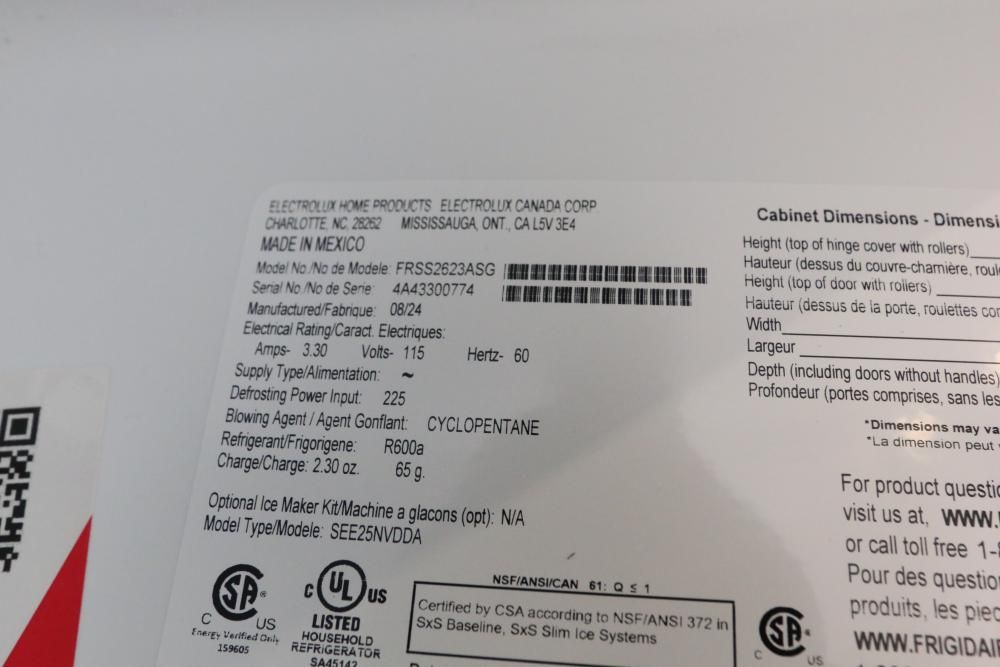 ELECTROLUX HOME PRODUCTS ELECTROLUX CANADA CORP.
CHARLOTTE, NC, 28262 MISSISSAUGA, ONT., CA L5V 3E4
MADE IN MEXICO
Model No./No de Modele: FRSS2623ASG
Serial No./No de Serie: 4A43300774
Manufactured/Fabrique: 08/24
Electrical Rating/Caract. Electriques:
Amps- 3.30 Volts- 115 Hertz- 60
Supply Type/Alimentation: ~
Defrosting Power Input: 225
Blowing Agent / Agent Gonflant: CYCLOPENTANE
Refrigerant/Frigorigene: R600a
Charge/Charge: 2.30 oz. 65 g.
Optional Ice Maker Kit/Machine a glacons (opt): N/A
Model Type/Modele: SEE25NVDDA
C SA® US
Energy Verified Only
159605
C UL US
LISTED
HOUSEHOLD
REFRIGERATOR
SA45142
NSF/ANSI/CAN 61: Q ≤ 1
Certified by CSA according to NSF/ANSI 372 in
SxS Baseline, SxS Slim Ice Systems
C SA® US
Cabinet Dimensions - Dimensi
Height (top of hinge cover with rollers)
Hauteur (dessus du couvre-charnière, roule
Height (top of door with rollers)
Hauteur (dessus de la porte, roulettes con
Width
Largeur
Depth (including doors without handles)
Profondeur (portes comprises, sans les
*Dimensions may va
*La dimension peut
For product questio
visit us at, WWW.
or call toll free 1-8
Pour des question
produits, les pièc
WWW.FRIGIDAIR